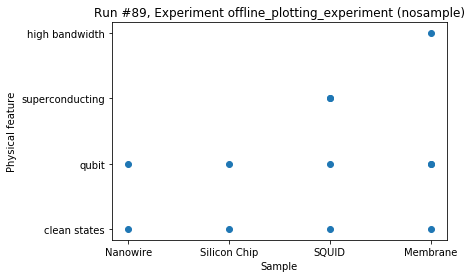 Run #89, Experiment offline_plotting_experiment (nosample)
high bandwidth
superconducting
qubit
clean states
Physical feature
Nanowire
Silicon Chip
SQUID
Membrane
Sample